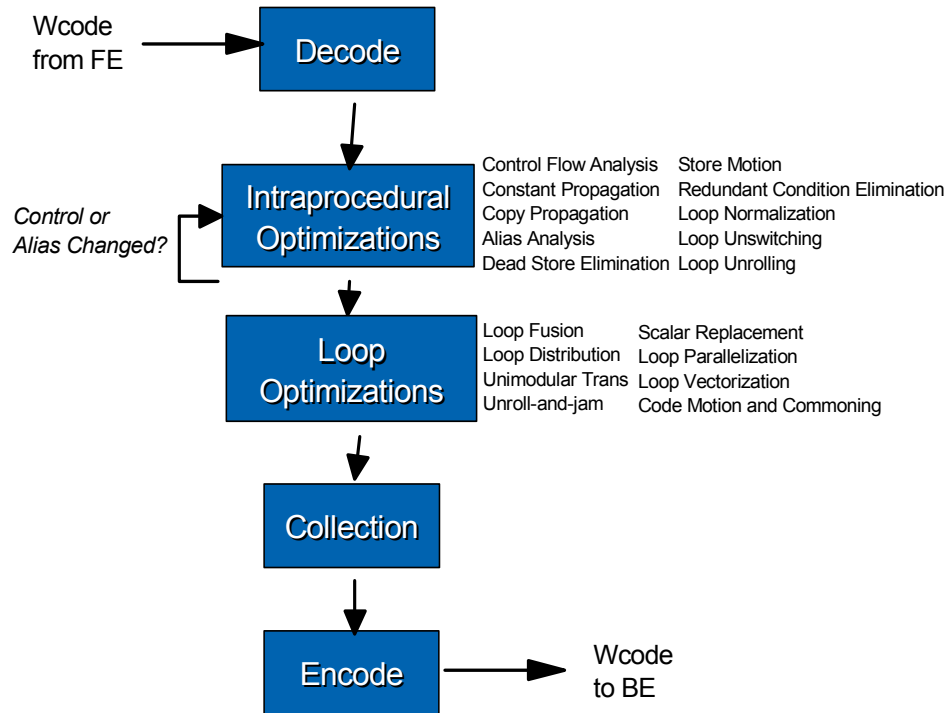 Wcode
from FE
Decode
Intraprocedural
Optimizations
Control Flow Analysis
Constant Propagation
Copy Propagation
Alias Analysis
Dead Store Elimination
Store Motion
Redundant Condition Elimination
Loop Normalization
Loop Unswitching
Loop Unrolling
Control or
Alias Changed?
Loop
Optimizations
Loop Fusion
Loop Distribution
Unimodular Trans
Unroll-and-jam
Scalar Replacement
Loop Parallelization
Loop Vectorization
Code Motion and Commoning
Collection
Encode
Wcode
to BE